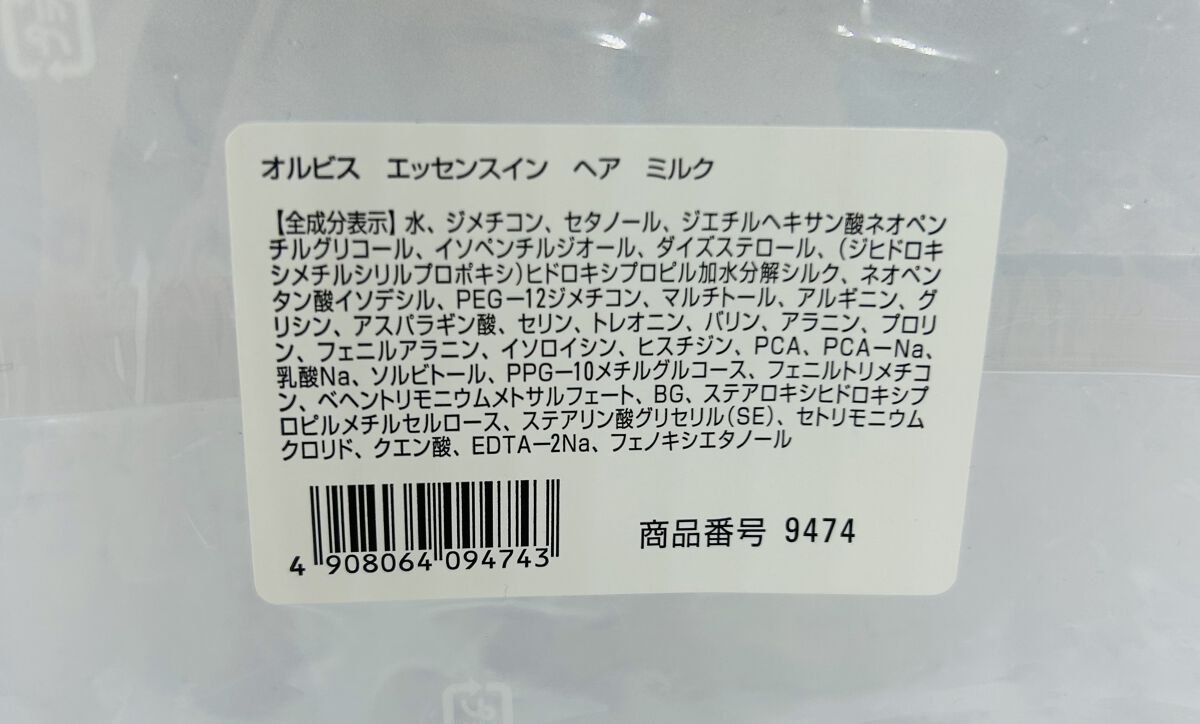 オルビス　エッセンスイン　ヘア　ミルク
【全成分表示】水、ジメチコン、セタノール、ジエチルヘキサン酸ネオペン
チルグリコール、イソペンチルジオール、ダイズステロール、(ジヒドロキ
シメチルシリルプロポキシ)ヒドロキシプロピル加水分解シルク、ネオペン
タン酸イソデシル、PEG－12ジメチコン、マルチトール、アルギニン、グ
リシン、アスパラギン酸、セリン、トレオニン、バリン、アラニン、プロリ
ン、フェニルアラニン、イソロイシン、ヒスチジン、PCA、PCA－Na、
乳酸Na、ソルビトール、PPG－10メチルグルコース、フェニルトリメチコ
ン、ベヘントリモニウムメトサルフェート、BG、ステアロキシヒドロキシプ
ロピルメチルセルロース、ステアリン酸グリセリル(SE)、セトリモニウム
クロリド、クエン酸、EDTA－2Na、フェノキシエタノール
商品番号 9474
4 908064 094743